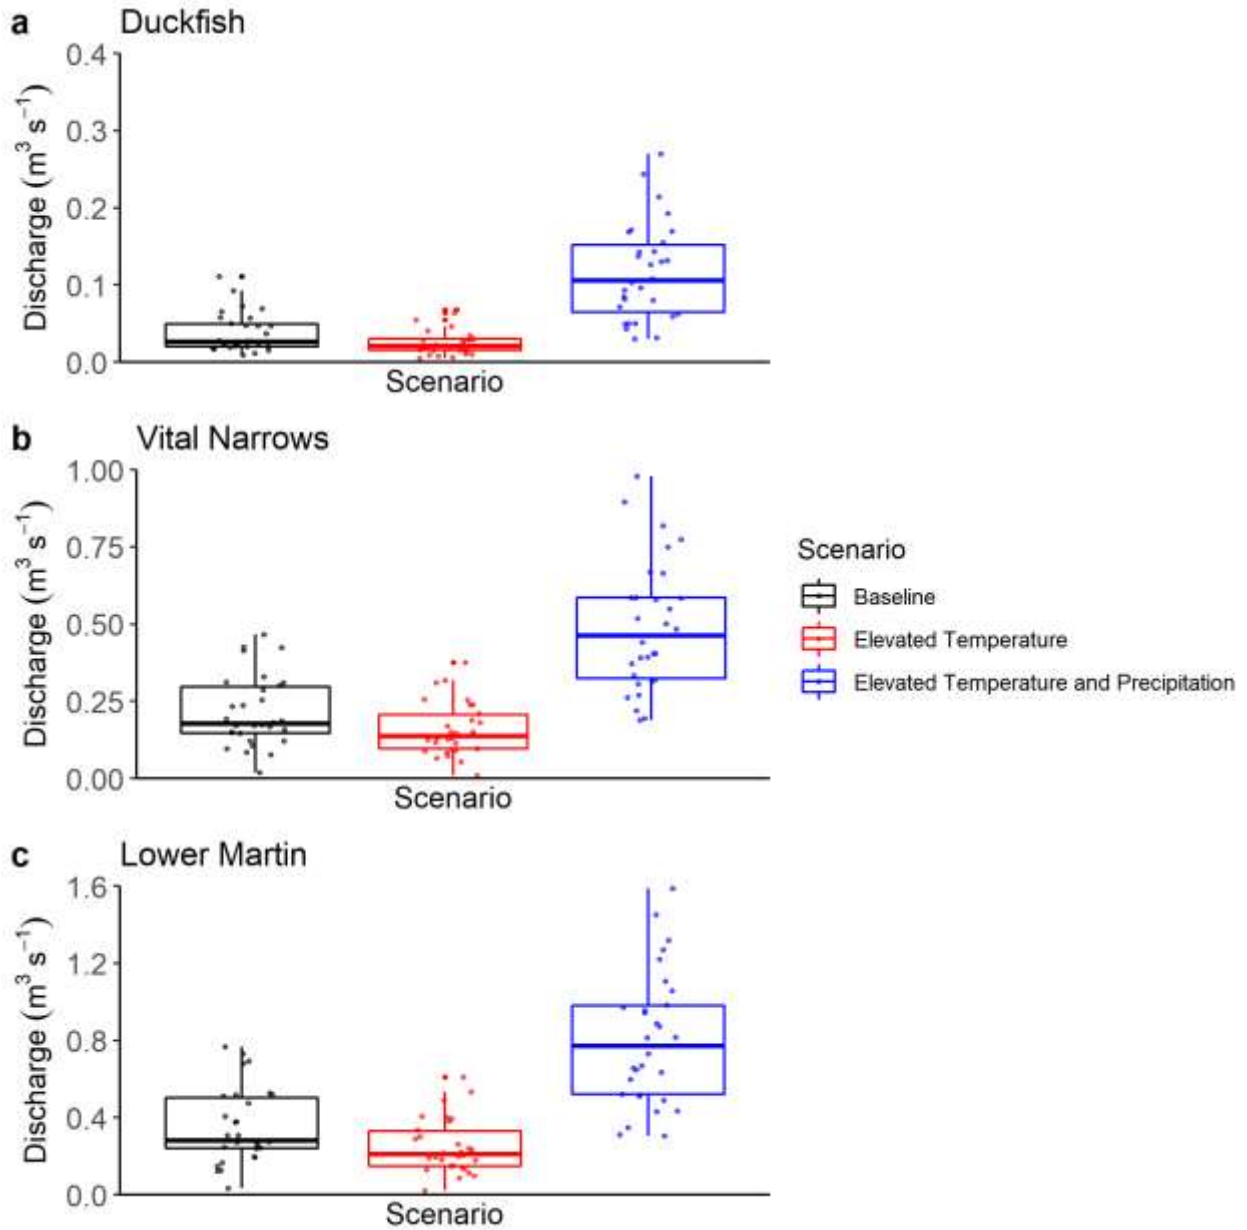 a Duckfish
0.4
0.3
0.2
0.1
0.0
Discharge (m³ s⁻¹)
Scenario
b Vital Narrows
1.00
0.75
0.50
0.25
0.00
Discharge (m³ s⁻¹)
Scenario
Scenario
Baseline
Elevated Temperature
Elevated Temperature and Precipitation
c Lower Martin
1.6
1.2
0.8
0.4
0.0
Discharge (m³ s⁻¹)
Scenario